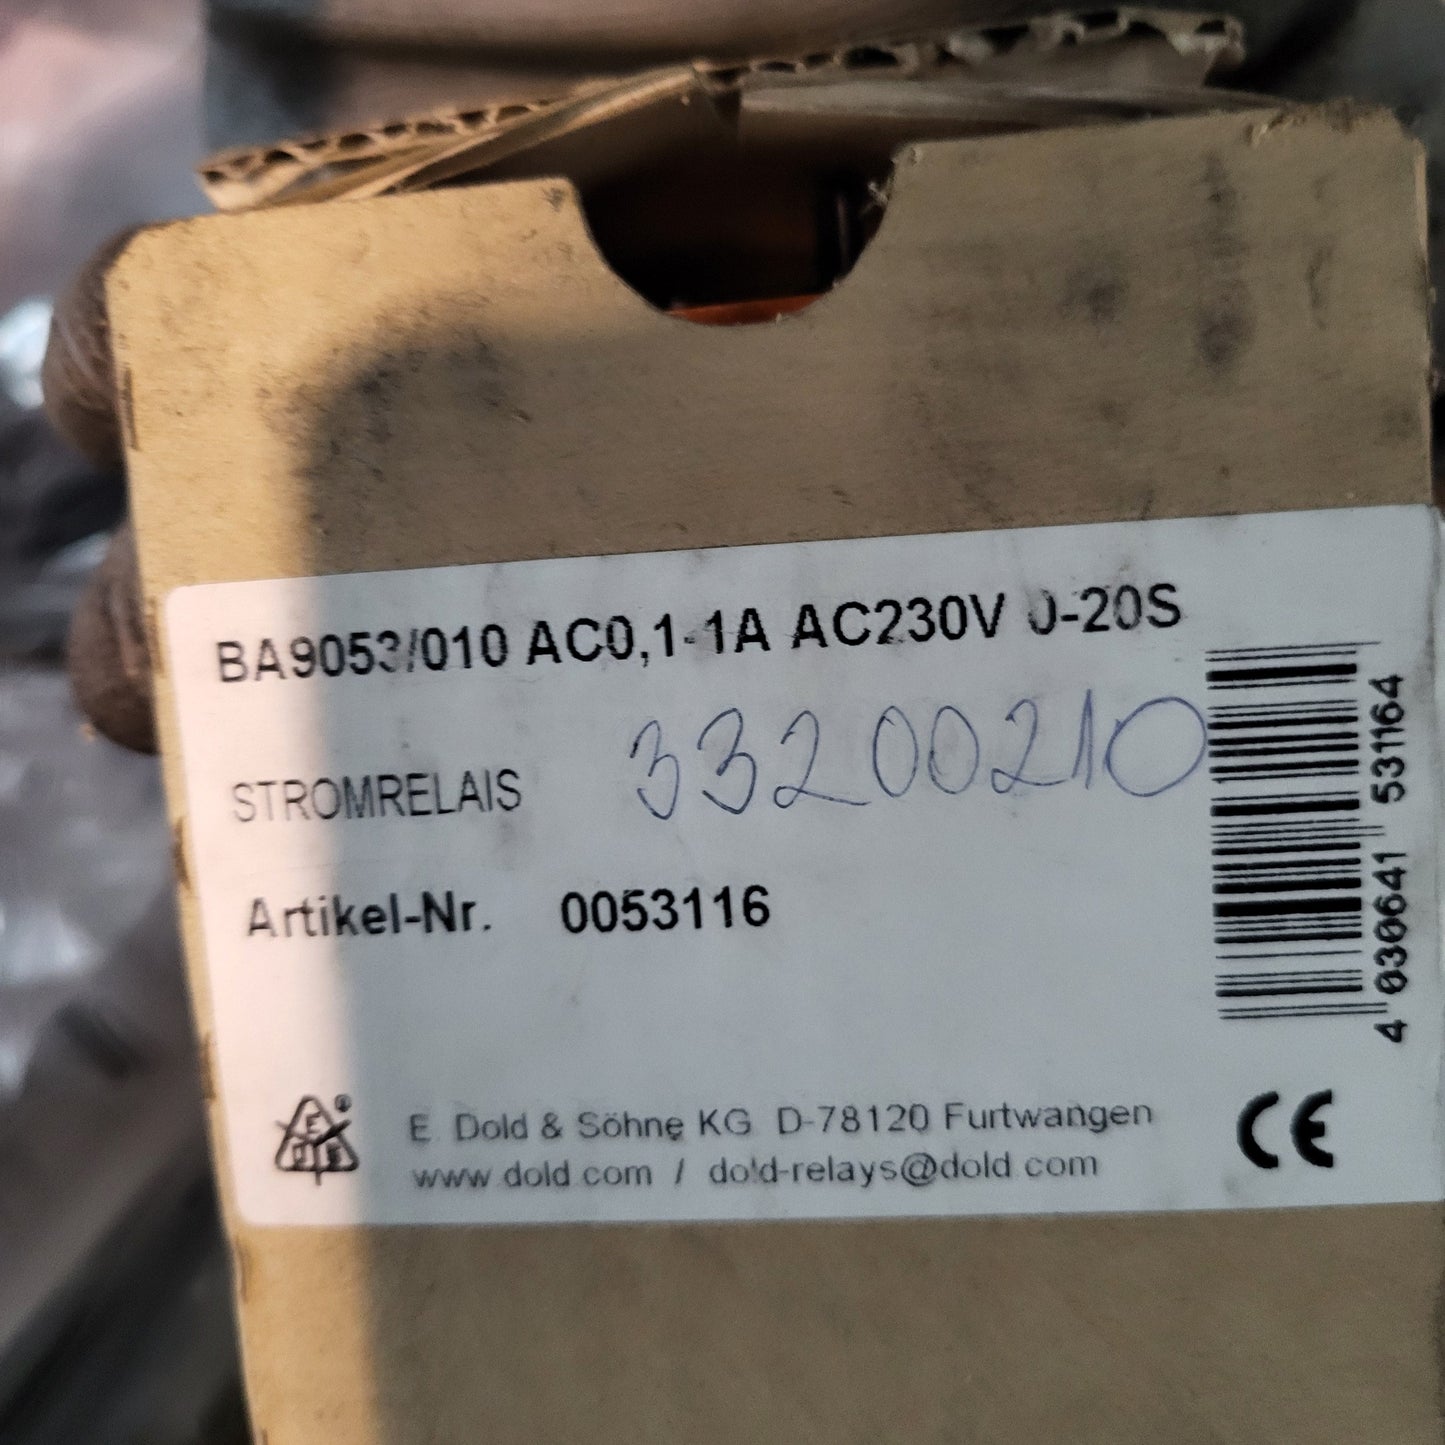 BA9053/010 AC0,1-1A AC230V 0-20S
STROMRELAIS
33200210
Artikel-Nr. 0053116
4 030641 531164
E. Dold & Söhne KG D-78120 Furtwangen
www.dold.com / dold-relays@dold.com
CE